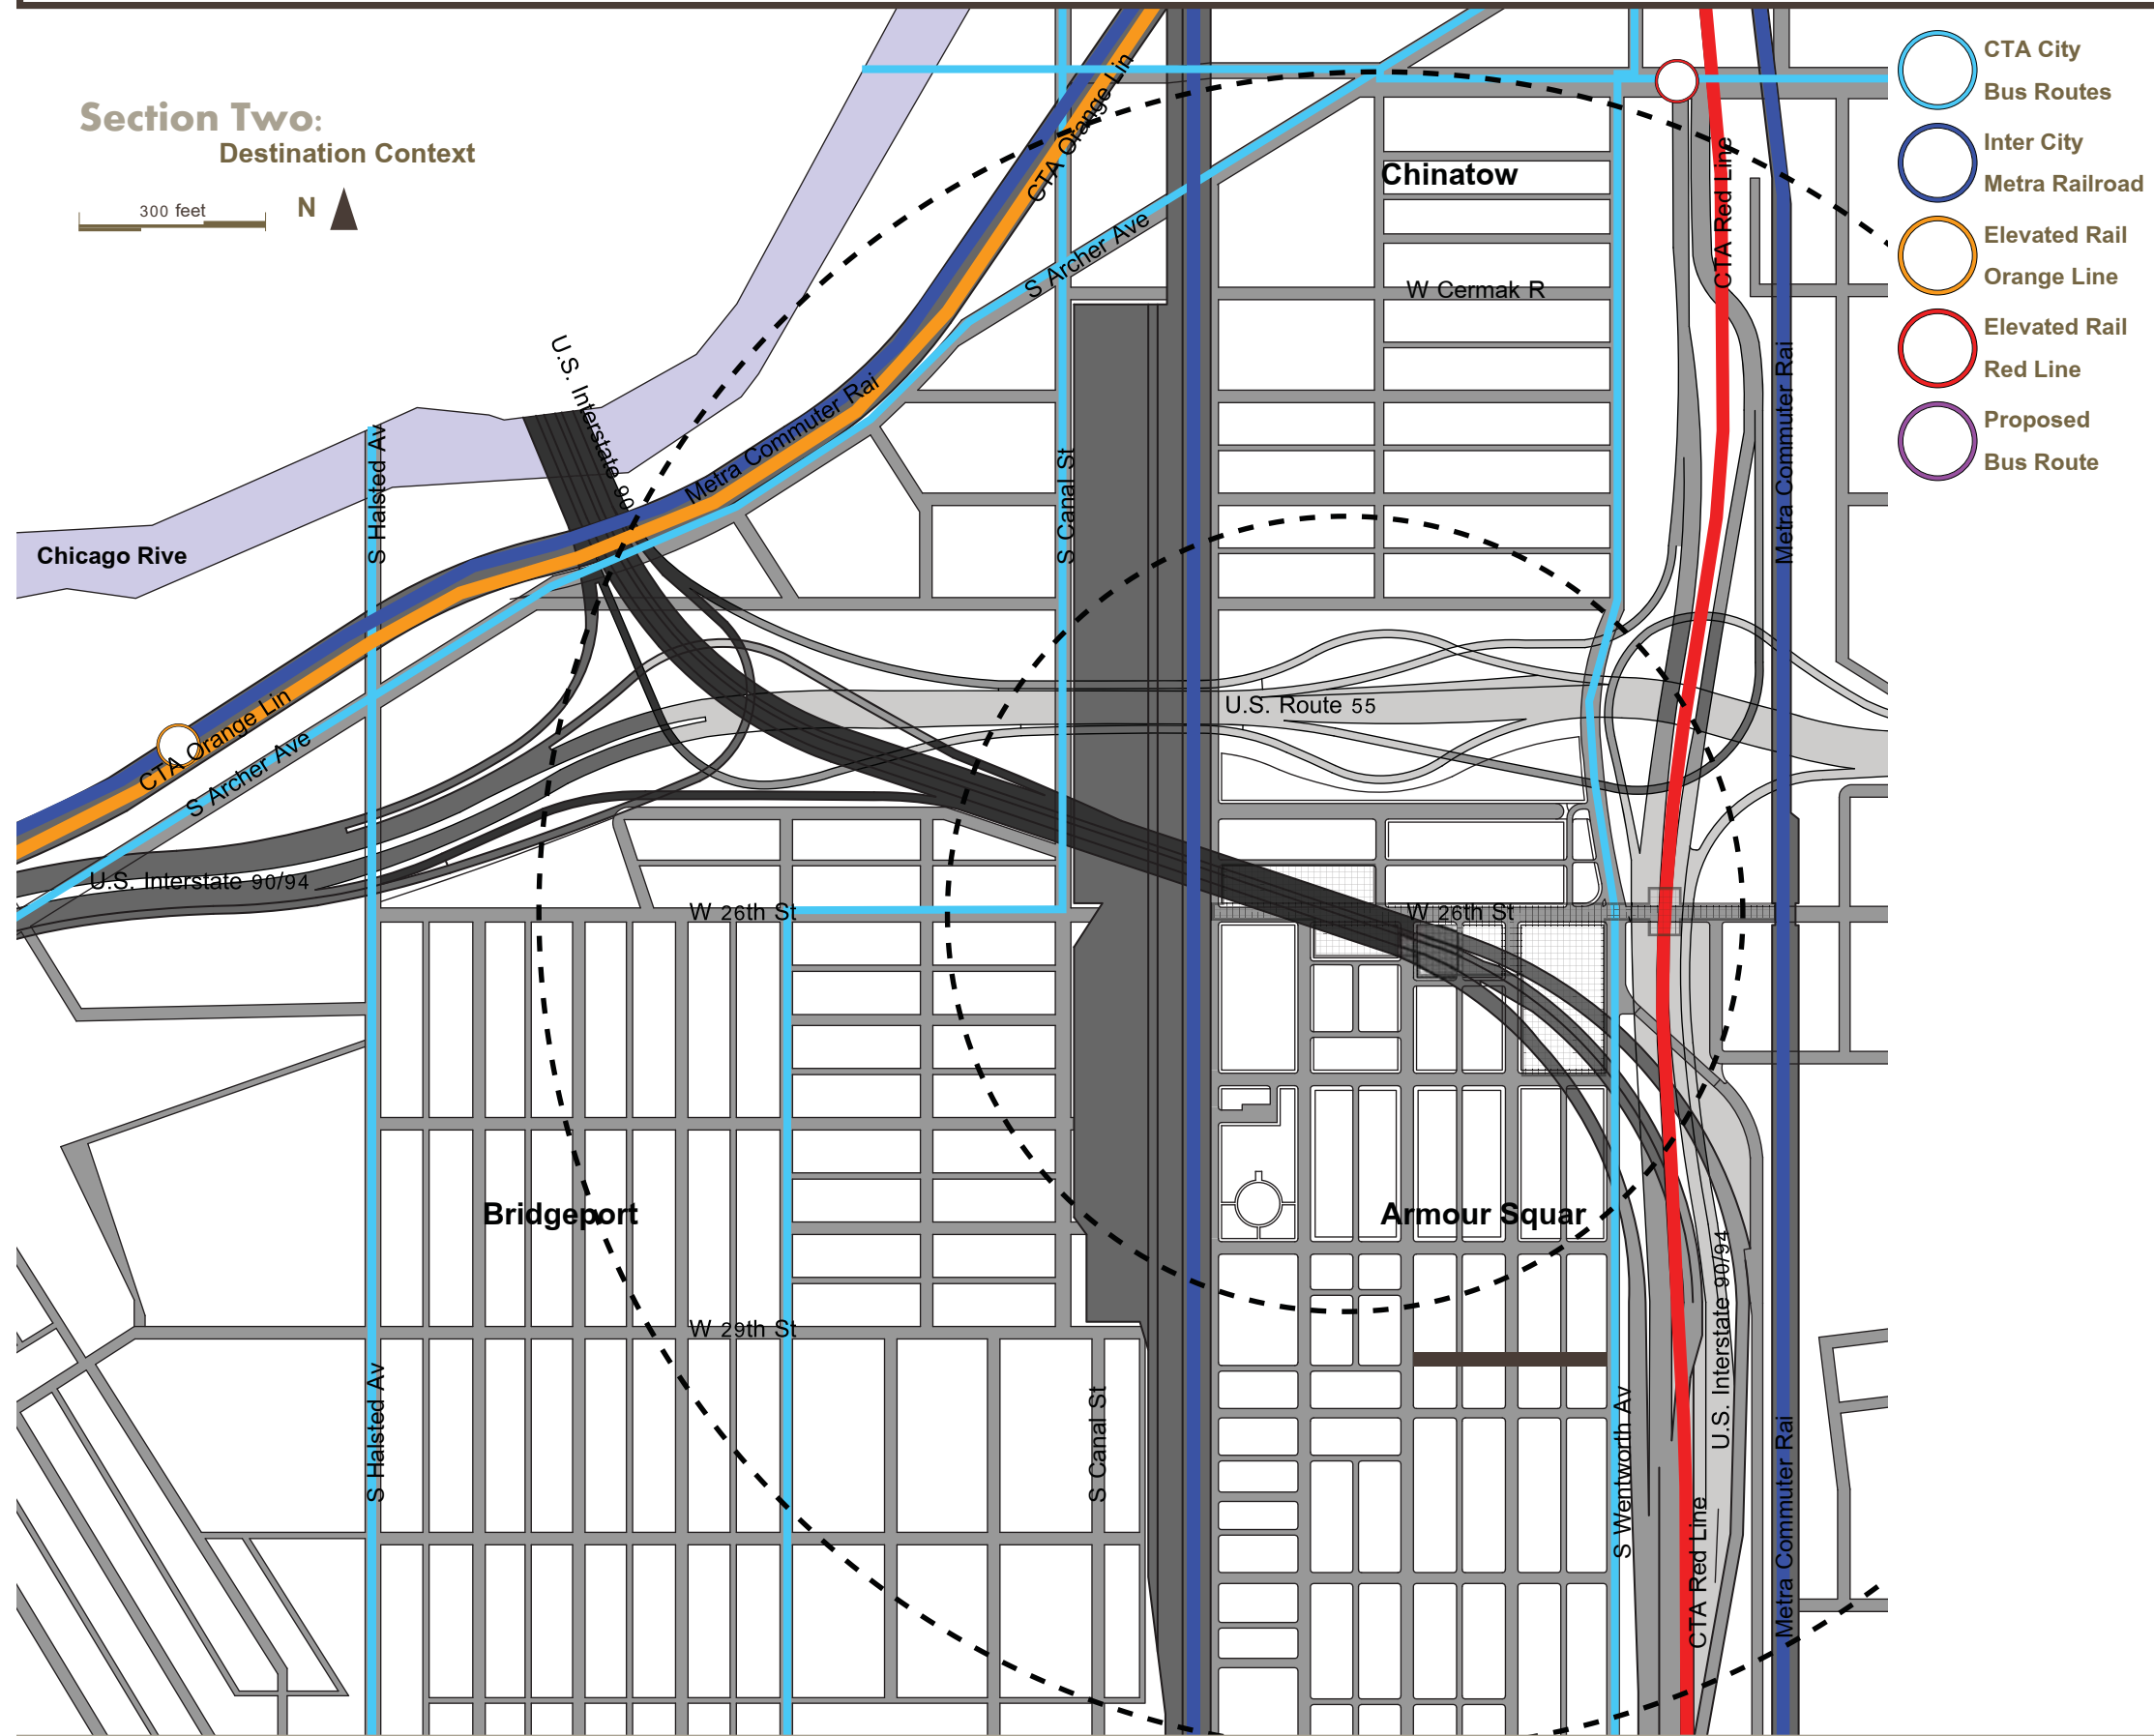 Section Two:
Destination Context
300 feet
N
CTA City
Bus Routes
Inter City
Metra Railroad
Elevated Rail
Orange Line
Elevated Rail
Red Line
Proposed
Bus Route
CTA Orange Lin
Chinatow
CTA Red Line
S Archer Ave
W Cermak R
U.S. Interstate 90
Metra Commuter Rai
Metra Commuter Rai
S Halsted Av
S Canal St
Chicago Rive
CTA Orange Lin
S Archer Ave
U.S. Route 55
U.S. Interstate 90/94
W 26th St
W 26th St
Bridgeport
Armour Squar
U.S. Interstate 90/94
W 29th St
S Halsted Av
S Canal St
S Wentworth Av
CTA Red Line
Metra Commuter Rai